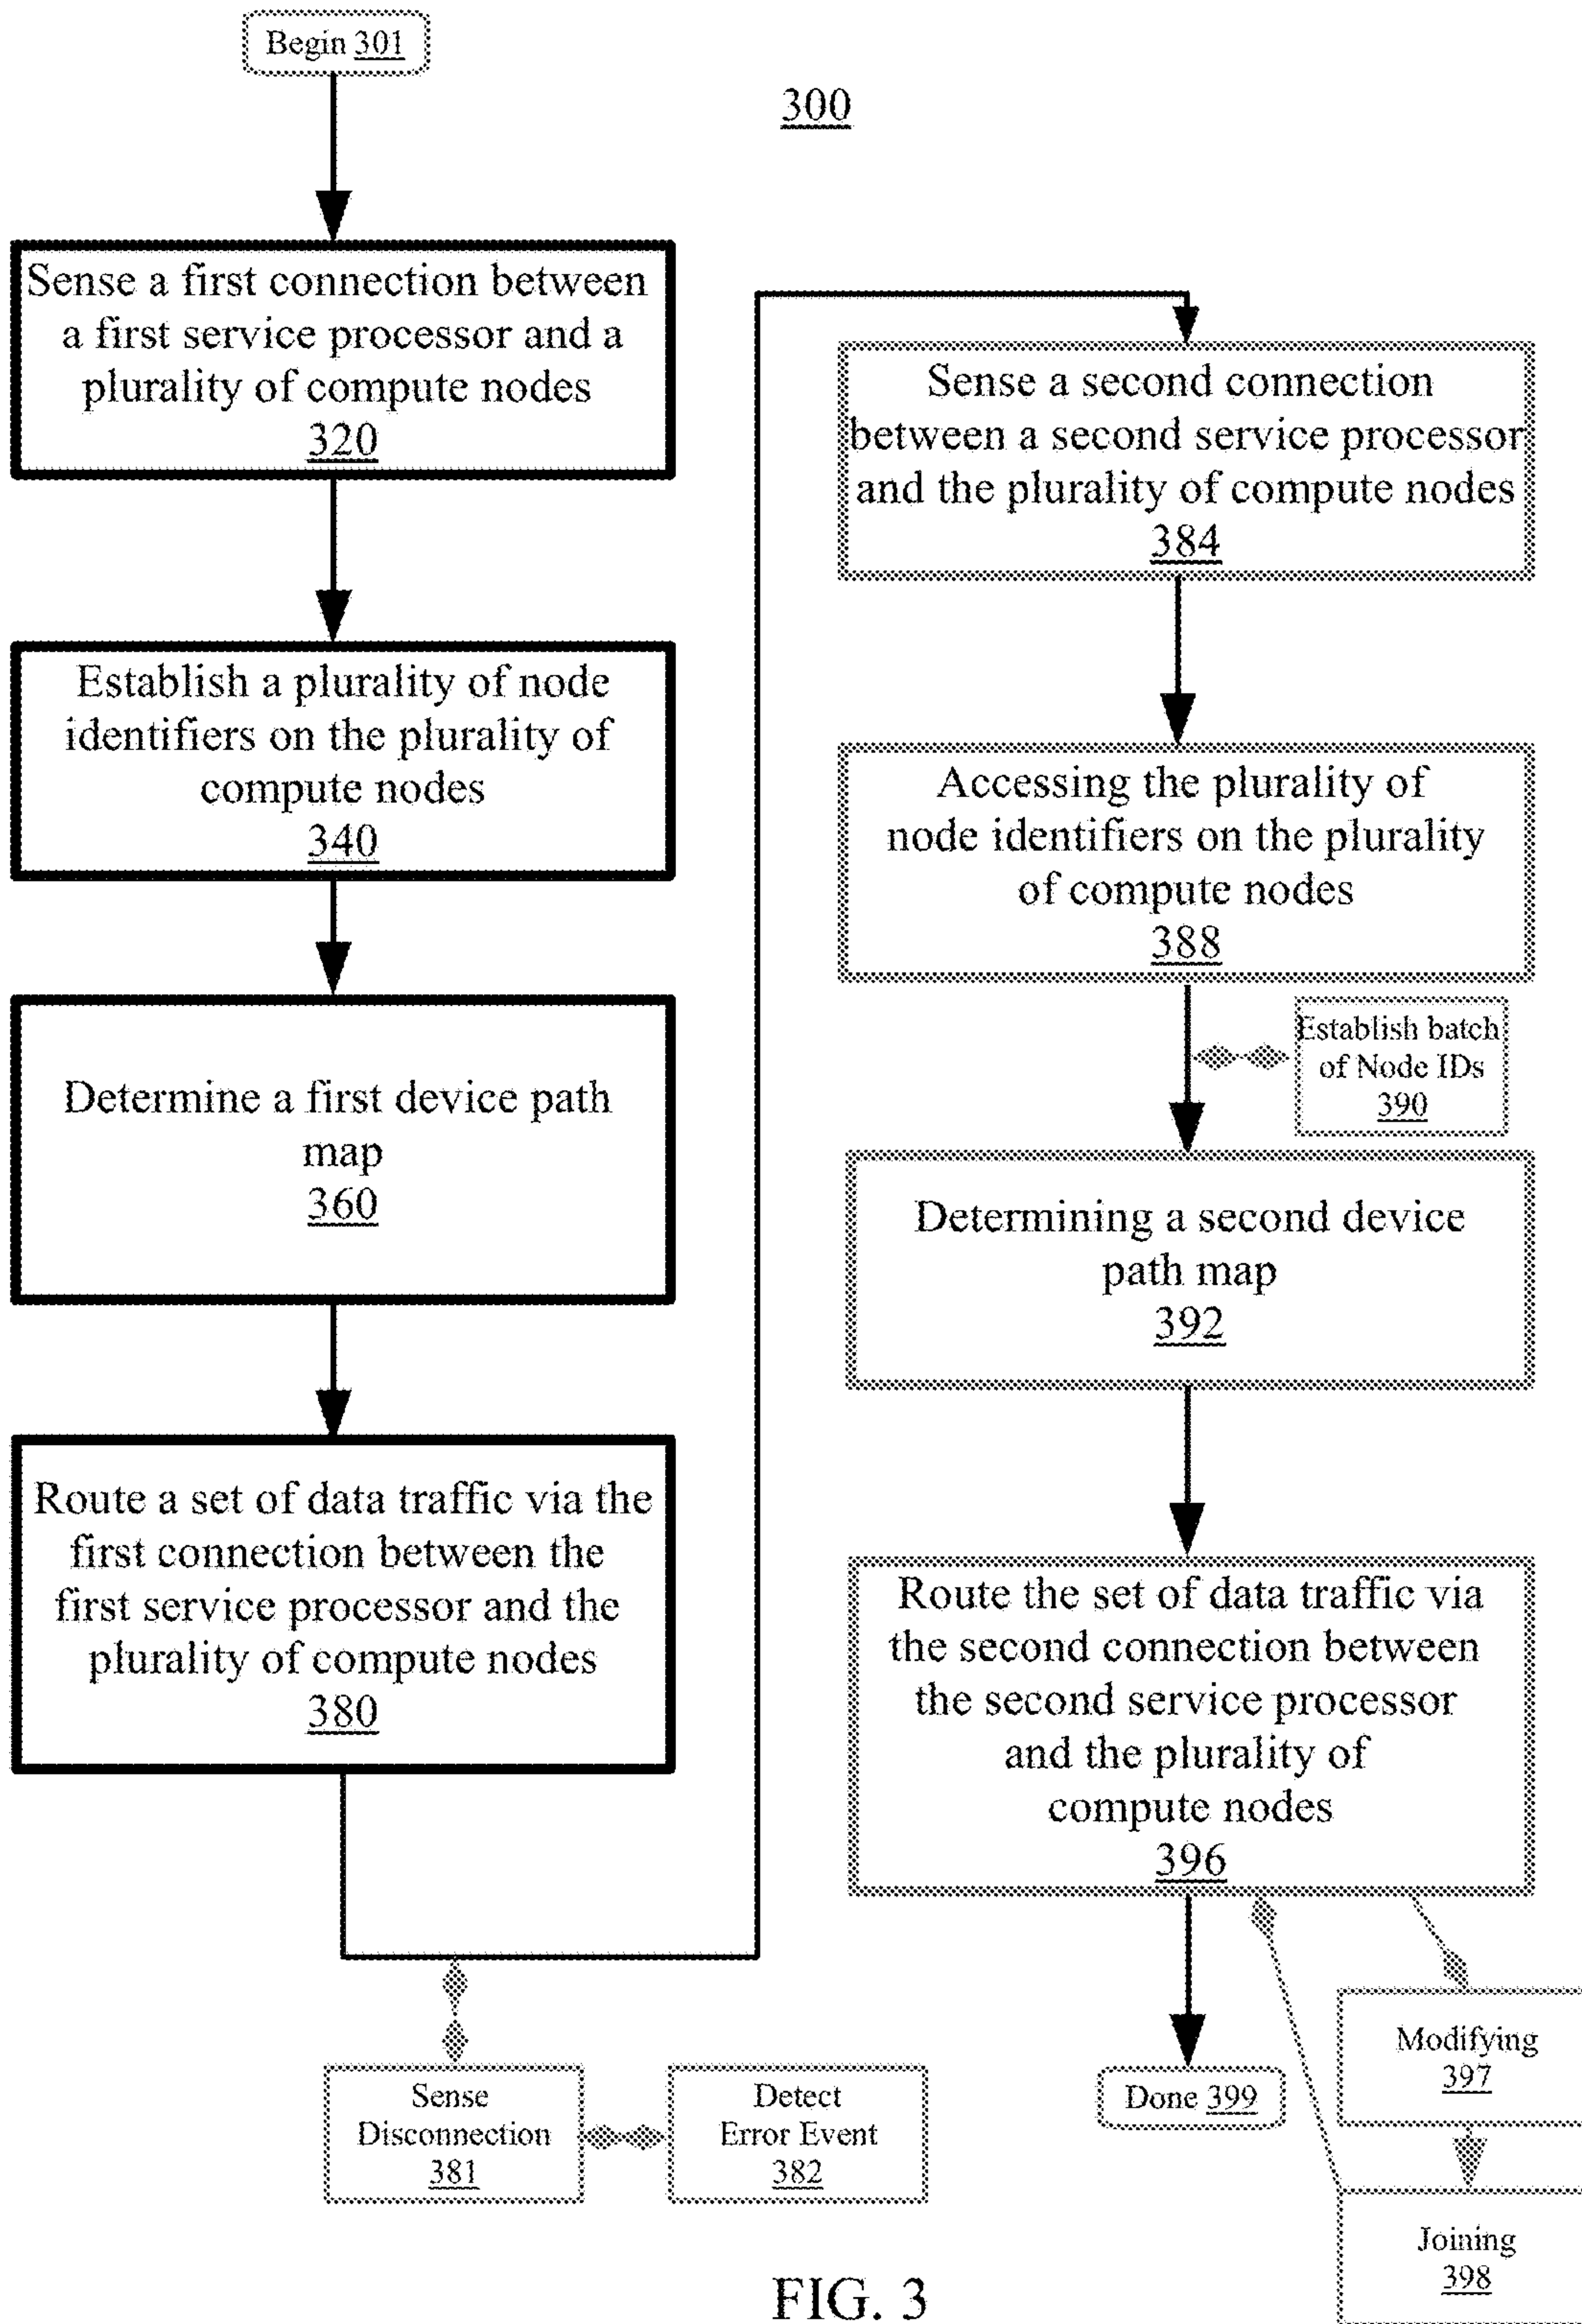 Begin 301
300
Sense a first connection between
a first service processor and a
plurality of compute nodes
320
Establish a plurality of node
identifiers on the plurality of
compute nodes
340
Determine a first device path
map
360
Route a set of data traffic via the
first connection between the
first service processor and the
plurality of compute nodes
380
Sense
Disconnection
381
Detect
Error Event
382
Sense a second connection
between a second service processor
and the plurality of compute nodes
384
Accessing the plurality of
node identifiers on the plurality
of compute nodes
388
Establish batch
of Node IDs
390
Determining a second device
path map
392
Route the set of data traffic via
the second connection between
the second service processor
and the plurality of
compute nodes
396
Modifying
397
Joining
398
Done 399
FIG. 3